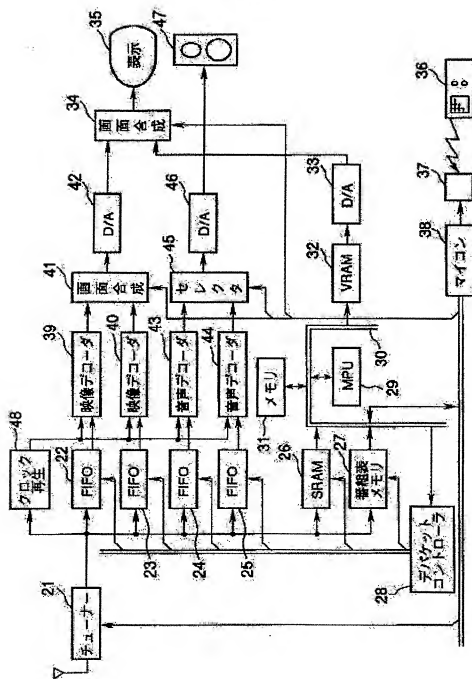 21
チューナー
48
クロック再生
22
FIFO
23
FIFO
24
FIFO
25
FIFO
39
映像デコーダ
40
映像デコーダ
43
音声デコーダ
44
音声デコーダ
41
画面合成
45
セレクタ
42
D/A
46
D/A
34
画面合成
35
表示
47
26
SRAM
27
番組表メモリ
28
デパケットコントローラ
31
メモリ
MPU
29
30
32
VRAM
33
D/A
38
マイコン
37
36